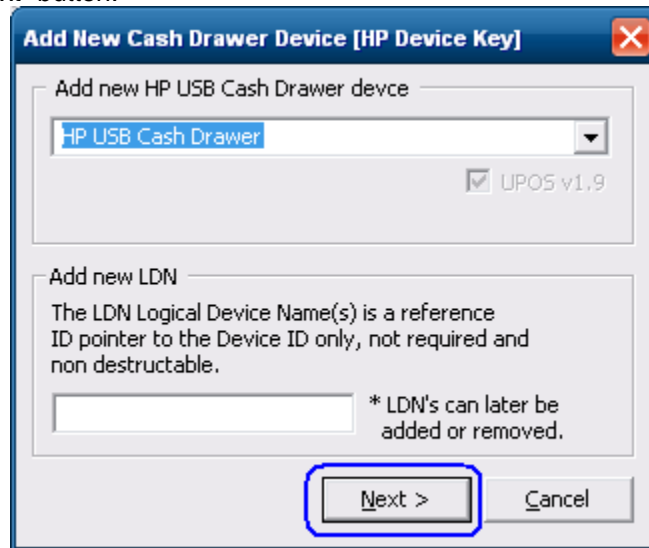 Add New Cash Drawer Device [HP Device Key]
Add new HP USB Cash Drawer devce
HP USB Cash Drawer
UPOS v1.9
Add new LDN
The LDN Logical Device Name(s) is a reference
ID pointer to the Device ID only, not required and
non destructable.
* LDN's can later be
added or removed.
Next >
Cancel